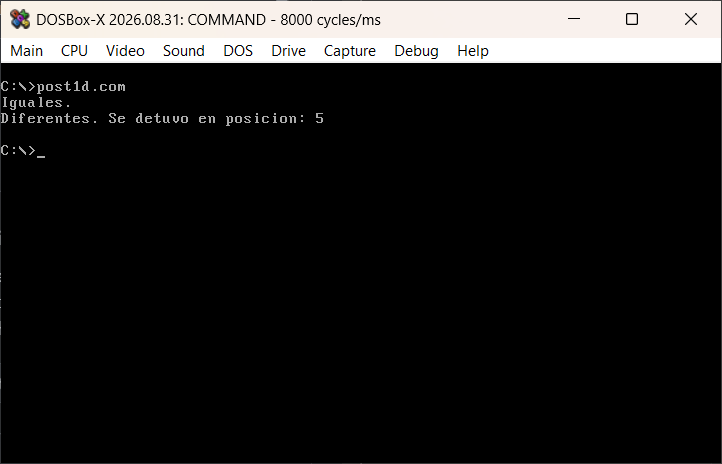 DOSBox-X 2026.08.31: COMMAND - 8000 cycles/ms
Main CPU Video Sound DOS Drive Capture Debug Help
C:\>post1d.com
Iguales.
Diferentes. Se detuvo en posicion: 5
C:\>_